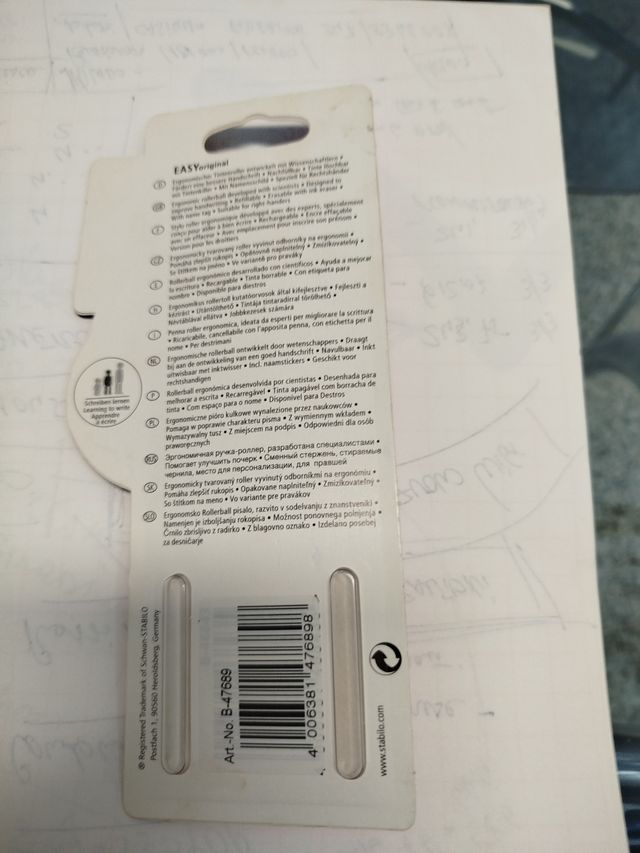 EASYoriginal
D Ergonomischer Tintenroller entwickelt mit Wissenschaftlern •
Fördert eine bessere Handschrift • Nachfüllbar • Tinte löschbar
mit Tintenkiller • Mit Namensschild • Speziell für Rechtshänder
GB Ergonomic rollerball developed with scientists • Designed to
improve handwriting • Refillable • Erasable with ink eraser •
With name tag • Suitable for right handers
F Stylo roller ergonomique développé avec des experts, spécialement
conçu pour aider à bien écrire • Rechargeable • Encre effaçable
avec un effaceur • Avec emplacement pour inscrire son prénom •
Version pour les droitiers
CZ Ergonomicky tvarovaný roller vyvinut odborníky na ergonomii •
Pomáhá zlepšit rukopis • Opětovně naplnitelný • Zmizíkovatelný •
Se štítkem na jméno • Ve variantě pro praváky
E Rollerball ergonómico desarrollado con científicos • Ayuda a mejorar
la escritura • Recargable • Tinta borrable • Con etiqueta para
nombre • Disponible para diestros
H Ergonomikus rollertoll kutatóorvosok által kifejlesztve • Fejleszti a
kézírást • Utántölthető • Tintája tintaradírral törölhető •
Névtáblával ellátva • Jobbkezesek számára
I Penna roller ergonomica, ideata da esperti per migliorare la scrittura
• Ricaricabile, cancellabile con l'apposita penna, con etichetta per il
nome • Per destrimani
NL Ergonomische rollerball ontwikkelt door wetenschappers • Draagt
bij aan de ontwikkeling van een goed handschrift • Navulbaar • Inkt
uitwisbaar met inktwisser • Incl. naamstickers • Geschikt voor
rechtshandigen
P Rollerball ergonómica desenvolvida por cientistas • Desenhada para
melhorar a escrita • Recarregável • Tinta apagável com borracha de
tinta • Com espaço para o nome • Disponivel para Destros
PL Ergonomiczne pióro kulkowe wynalezione przez naukowców •
Pomaga w poprawie charakteru pisma • Z wymiennym wkładem •
Wymazywalny tusz • Z miejscem na podpis • Odpowiedni dla osób
praworęcznych
RUS Эргономичная ручка-роллер, разработана специалистами •
Помогает улучшить почерк • Сменный стержень, стираемые
чернила, место для персонализации, для правшей
SK Ergonomicky tvarovaný roller vyvinutý odborníkmi na ergonómiu •
Pomáha zlepšiť rukopis • Opakovane naplniteľný • Zmizíkovateľný •
So štítkom na meno • Vo variante pre pravákov
SLO Ergonomsko Rollerball pisalo, razvito v sodelvanju z znanstveniki •
Namenjen je izboljšanju rokopisa • Možnost ponovnega polnjenja •
Črnilo zbrisljivo z radirko • Z blagovno oznako • Izdelano posebej
za desničarje
Schreiben lernen
Learning to write
Apprendre
à écrire
® Registered Trademark of Schwan-STABILO
Postfach 1, 90560 Heroldsberg, Germany
Art.-No. B-47689
4 006381 476898
www.stabilo.com